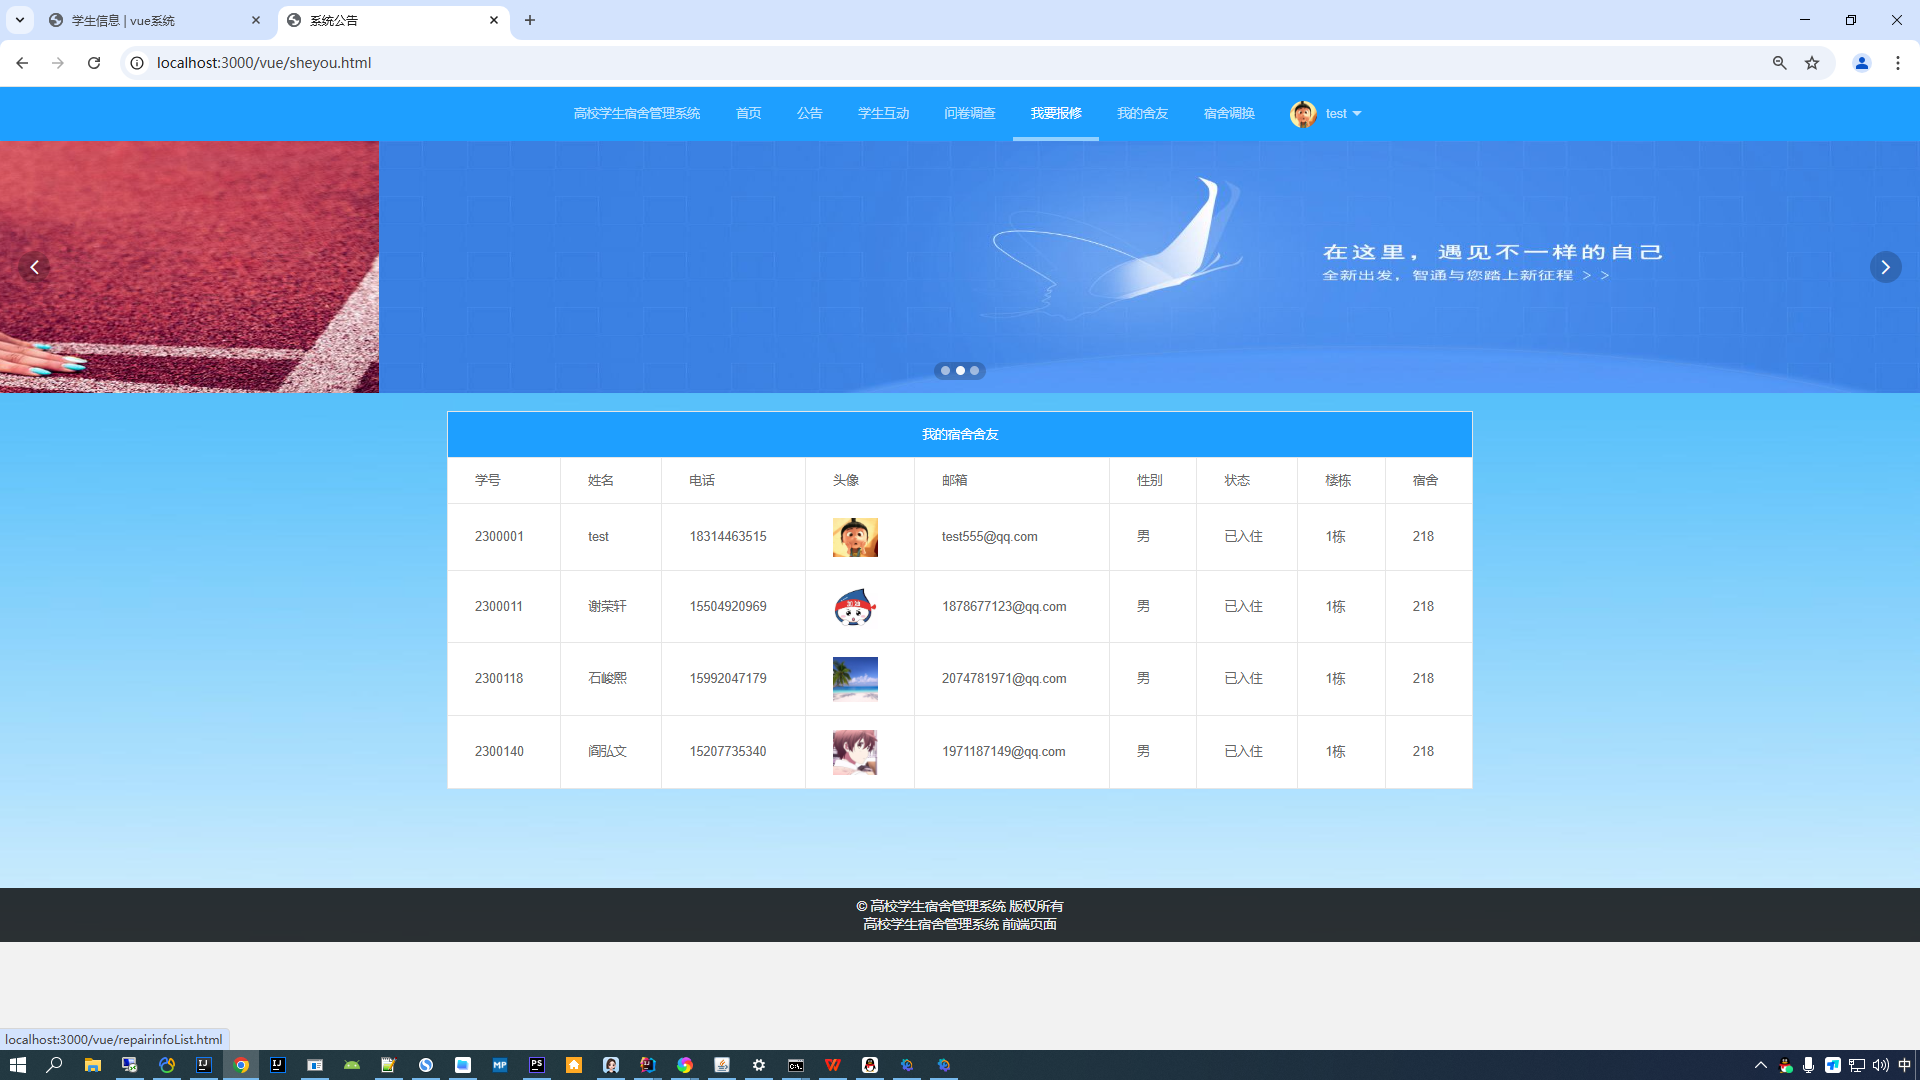 学生信息 | vue系统
系统公告
localhost:3000/vue/sheyou.html
高校学生宿舍管理系统 首页 公告 学生互动 问卷调查 我要报修 我的舍友 宿舍调换 test
在这里，遇见不一样的自己
全新出发，智通与您踏上新征程 > >
我的宿舍舍友
学号 姓名 电话 头像 邮箱 性别 状态 楼栋 宿舍
2300001 test 18314463515 test555@qq.com 男 已入住 1栋 218
2300011 谢荣轩 15504920969 1878677123@qq.com 男 已入住 1栋 218
2300118 石峻熙 15992047179 2074781971@qq.com 男 已入住 1栋 218
2300140 阎弘文 15207735340 1971187149@qq.com 男 已入住 1栋 218
© 高校学生宿舍管理系统 版权所有
高校学生宿舍管理系统 前端页面
localhost:3000/vue/repairinfoList.html
中